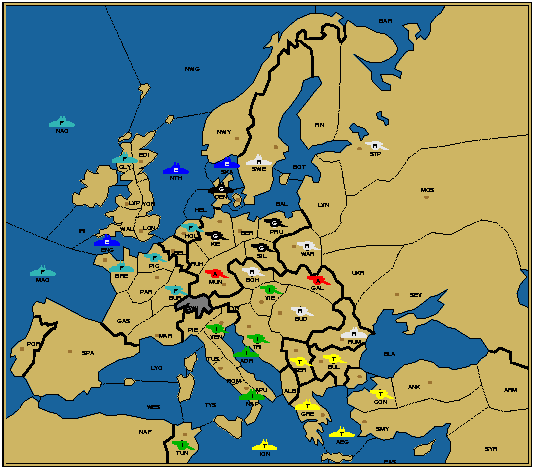 BAR
NWG
NAO
NWY
FIN
STP
CLY
EDI
SKA
SWE
BOT
NTH
DEN
MOS
LVN
LVP
YOR
HEL
BAL
IRI
WAL
LON
ENG
HOL
KIE
BER
PRU
WAR
SIL
BEL
RUH
UKR
MAO
BRE
PIC
MUN
BOH
GAL
PAR
BUR
VIE
SEV
BUD
RUM
GAS
PIE
VEN
TRI
BLA
MAR
TUS
ADR
SER
BUL
POR
SPA
LYO
ROM
APU
ALB
CON
ANK
ARM
WES
TYS
NAP
GRE
SMY
NAF
TUN
ION
AEG
SYR
EAS